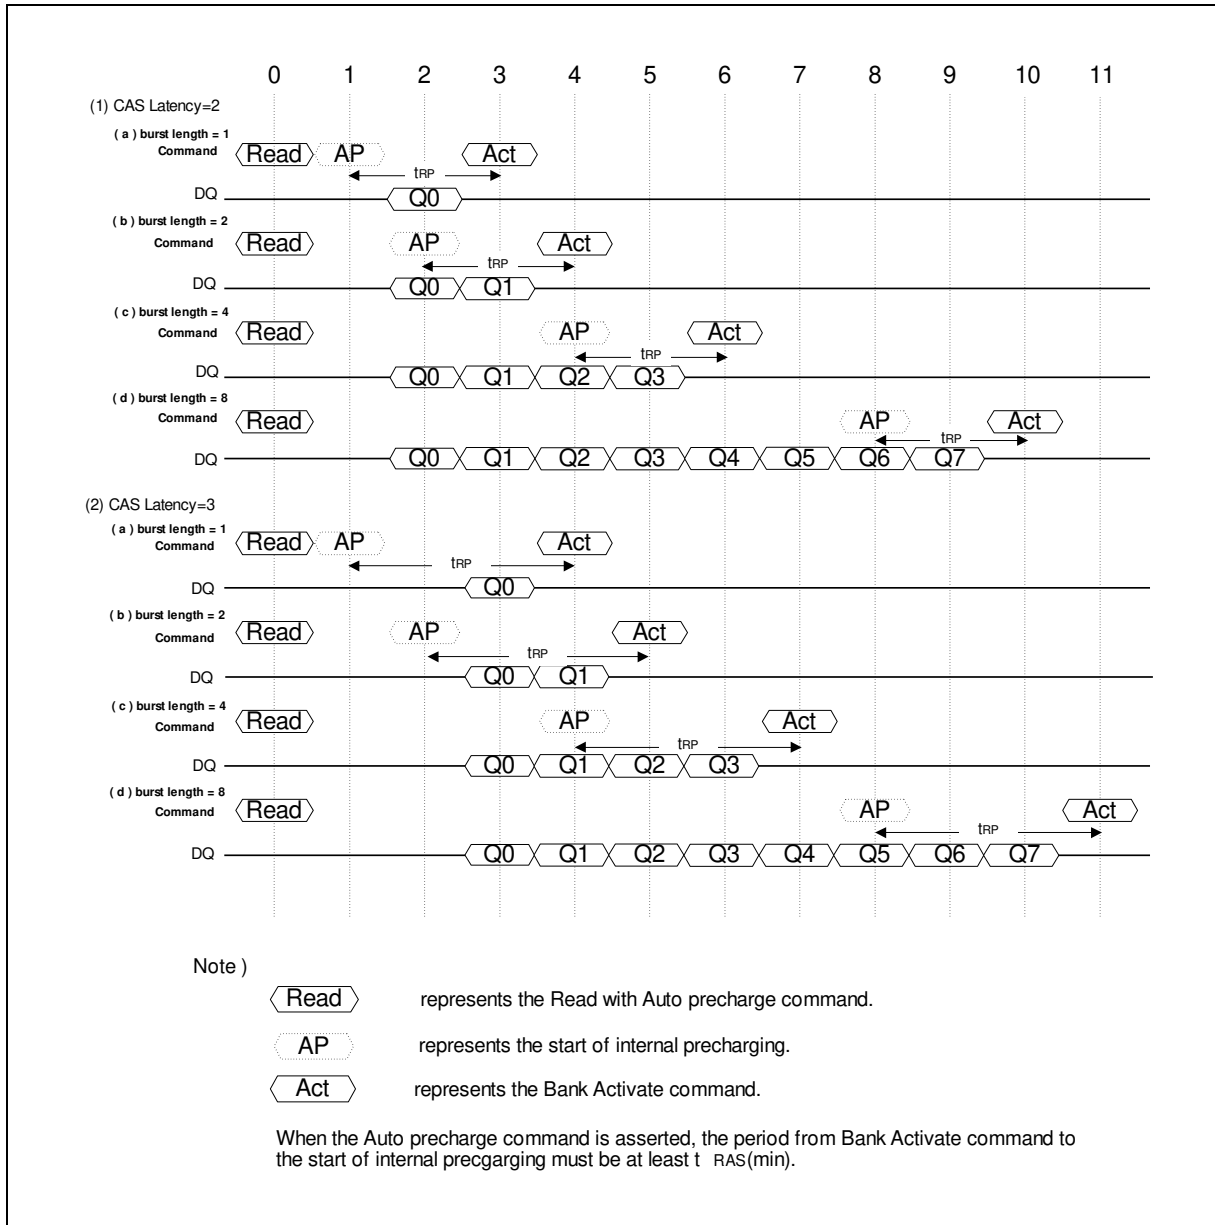 0 1 2 3 4 5 6 7 8 9 10 11
(1) CAS Latency=2
( a ) burst length = 1
Command Read AP Act
tRP
DQ Q0
( b ) burst length = 2
Command Read AP Act
tRP
DQ Q0 Q1
( c ) burst length = 4
Command Read AP Act
tRP
DQ Q0 Q1 Q2 Q3
( d ) burst length = 8
Command Read AP Act
tRP
DQ Q0 Q1 Q2 Q3 Q4 Q5 Q6 Q7
(2) CAS Latency=3
( a ) burst length = 1
Command Read AP Act
tRP
DQ Q0
( b ) burst length = 2
Command Read AP Act
tRP
DQ Q0 Q1
( c ) burst length = 4
Command Read AP Act
tRP
DQ Q0 Q1 Q2 Q3
( d ) burst length = 8
Command Read AP Act
tRP
DQ Q0 Q1 Q2 Q3 Q4 Q5 Q6 Q7
Note )
Read represents the Read with Auto precharge command.
AP represents the start of internal precharging.
Act represents the Bank Activate command.
When the Auto precharge command is asserted, the period from Bank Activate command to
the start of internal precgarging must be at least t RAS(min).